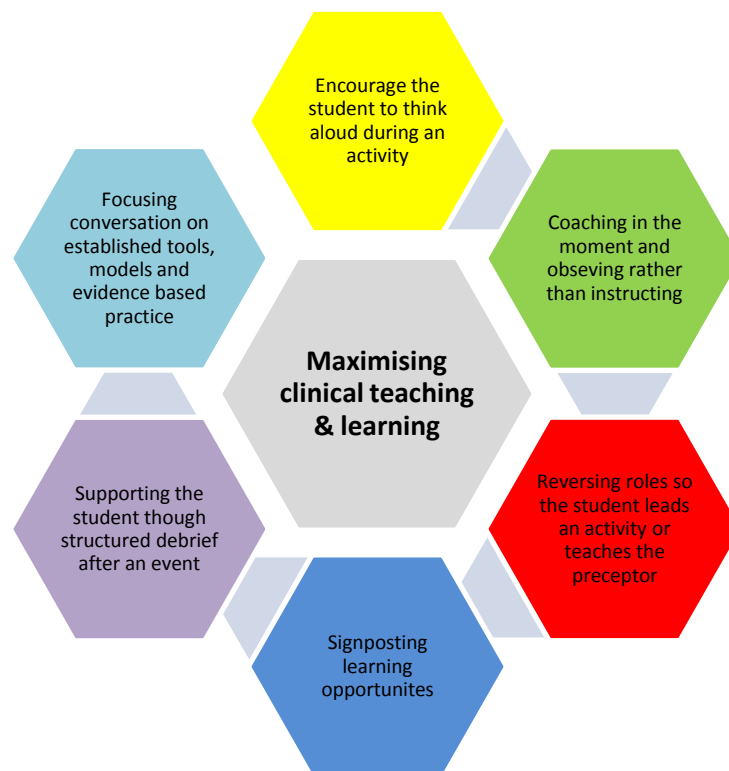 Encourage the
student to think
aloud during an
activity
Coaching in the
moment and
obseving rather
than instructing
Reversing roles so
the student leads
an activity or
teaches the
preceptor
Signposting
learning
opportunites
Supporting the
student though
structured debrief
after an event
Focusing
conversation on
established tools,
models and
evidence based
practice
Maximising
clinical teaching
& learning